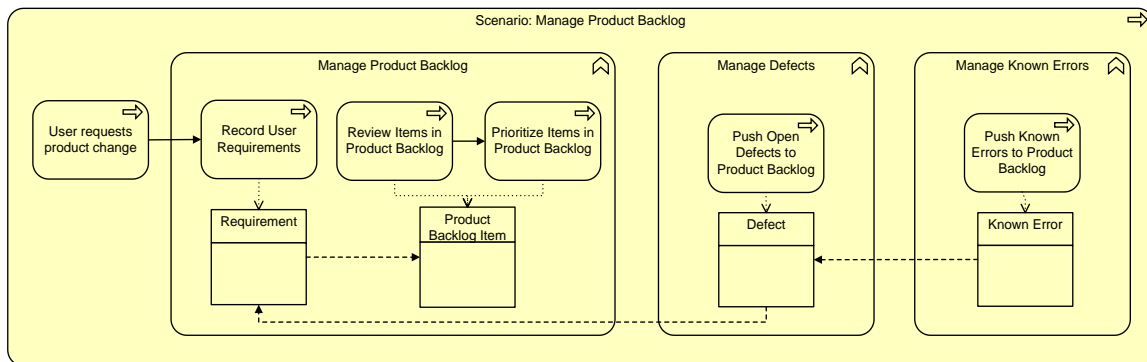 Scenario: Manage Product Backlog
Manage Product Backlog
Manage Defects
Manage Known Errors
User requests
product change
Record User
Requirements
Review Items in
Product Backlog
Prioritize Items in
Product Backlog
Push Open
Defects to
Product Backlog
Push Known
Errors to Product
Backlog
Requirement
Product
Backlog Item
Defect
Known Error